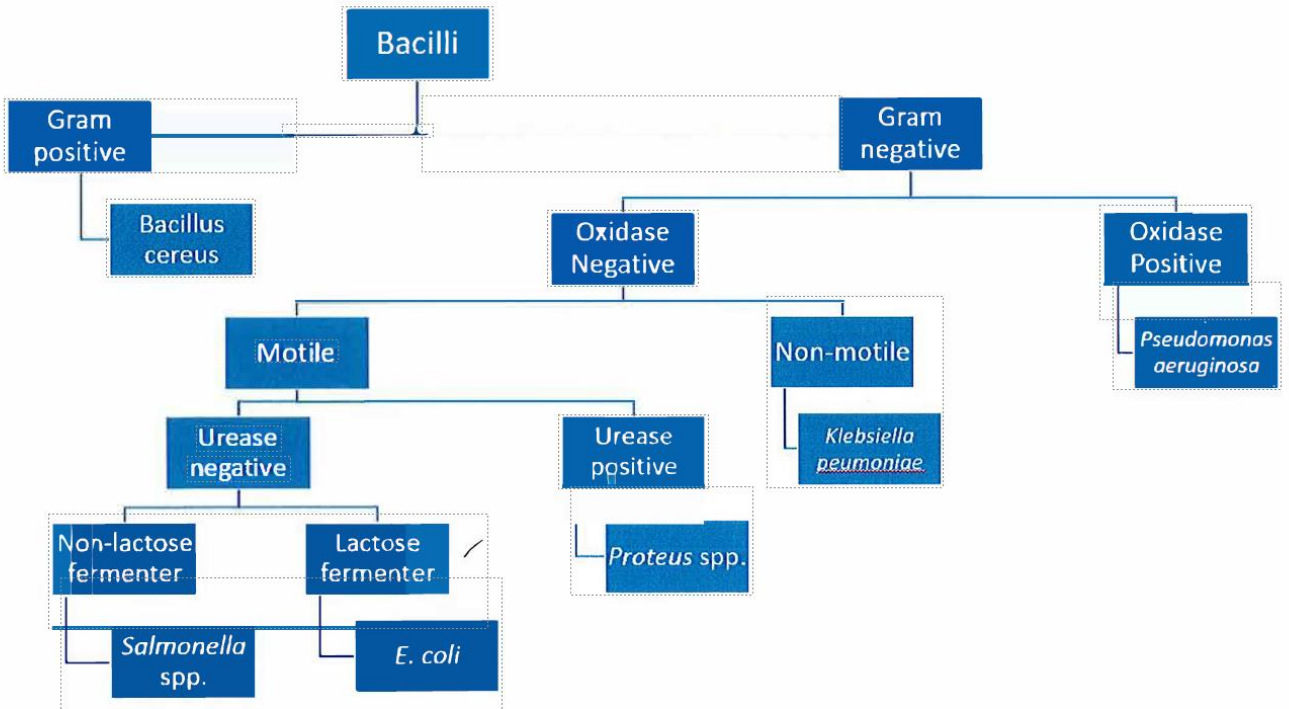 Bacilli
Gram
positive
Gram
negative
Bacillus
cereus
Oxidase
Negative
Oxidase
Positive
Motile
Non-motile
Pseudomonas
aeruginosa
Urease
negative
Urease
positive
Klebsiella
peumoniae
Non-lactose
fermenter
Lactose
fermenter
Proteus spp.
Salmonella
spp.
E. coli